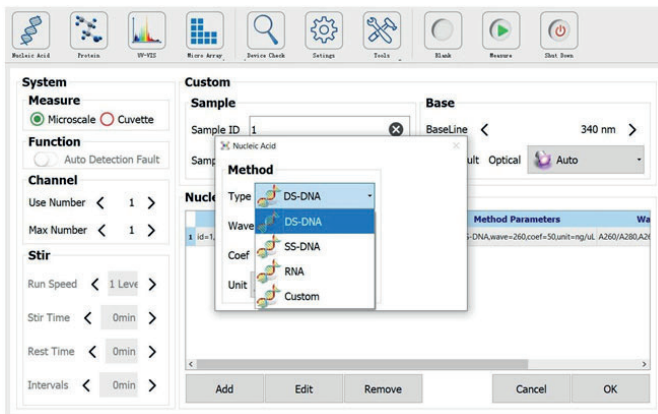 Nucleic Acid Protein UV-VIS Micro Array Device Check Settings Tools Blank Measure Shut Down
System
Measure
Microscale Cuvette
Function
Auto Detection Fault
Channel
Use Number 1
Max Number 1
Stir
Run Speed 1 Leve
Stir Time 0min
Rest Time 0min
Intervals 0min
Custom
Sample
Sample ID 1
Samp
Base
BaseLine 340 nm
ult Optical Auto
Nucle
Method Parameters Wa
1 id=1, S-DNA,wave=260,coef=50,unit=ng/uL A260/A280,A26
Nucleic Acid
Method
Type DS-DNA
Wave
Coef
Unit
DS-DNA
SS-DNA
RNA
Custom
Add Edit Remove Cancel OK